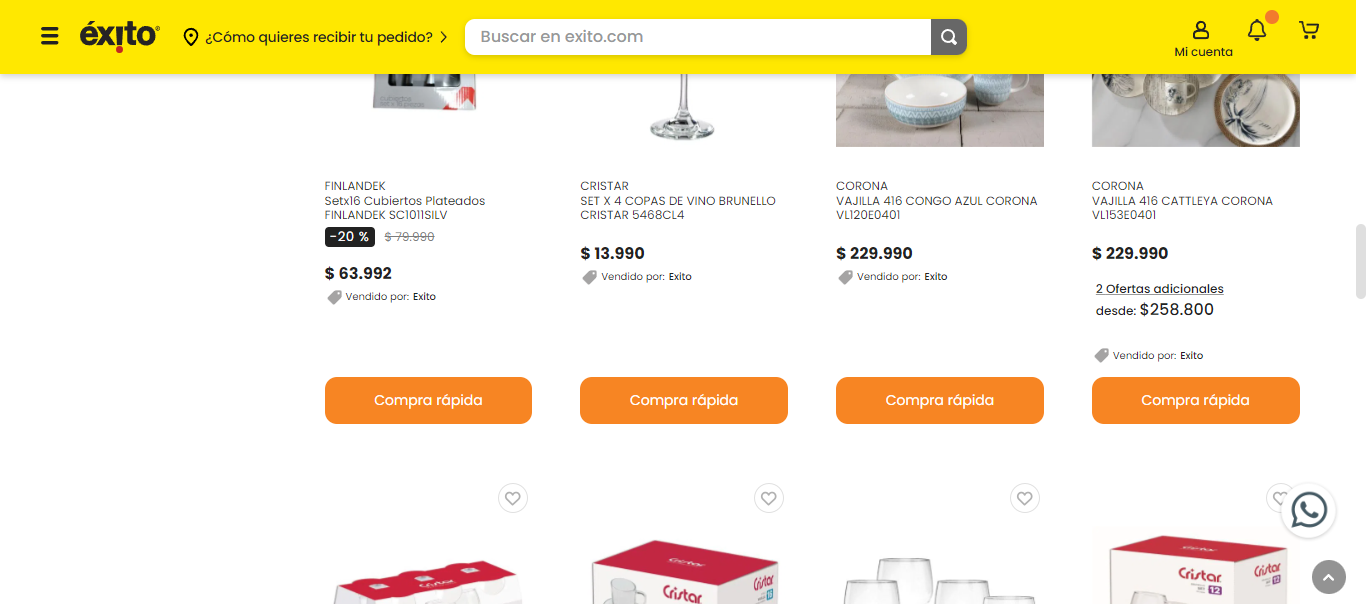 éxito
¿Cómo quieres recibir tu pedido?
Buscar en exito.com
Mi cuenta
FINLANDEK
Setx16 Cubiertos Plateados
FINLANDEK SC1011SILV
-20 % $ 79.990
$ 63.992
Vendido por: Exito
CRISTAR
SET X 4 COPAS DE VINO BRUNELLO
CRISTAR 5468CL4
$ 13.990
Vendido por: Exito
CORONA
VAJILLA 416 CONGO AZUL CORONA
VL120E0401
$ 229.990
Vendido por: Exito
CORONA
VAJILLA 416 CATTLEYA CORONA
VL153E0401
$ 229.990
2 Ofertas adicionales
desde: $258.800
Vendido por: Exito
Compra rápida
Compra rápida
Compra rápida
Compra rápida
Cristar
Cristar
Cristar
Cristar
12
12